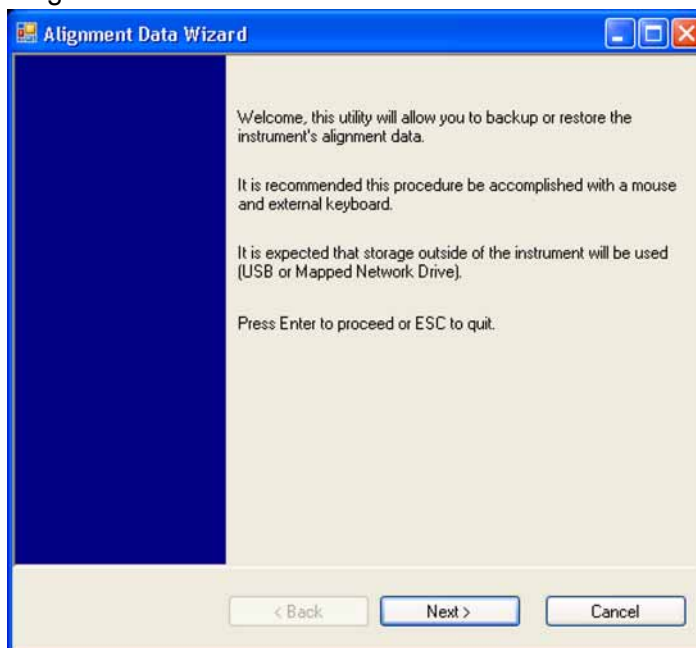 Alignment Data Wizard
Welcome, this utility will allow you to backup or restore the
instrument's alignment data.
It is recommended this procedure be accomplished with a mouse
and external keyboard.
It is expected that storage outside of the instrument will be used
(USB or Mapped Network Drive).
Press Enter to proceed or ESC to quit.
< Back
Next >
Cancel